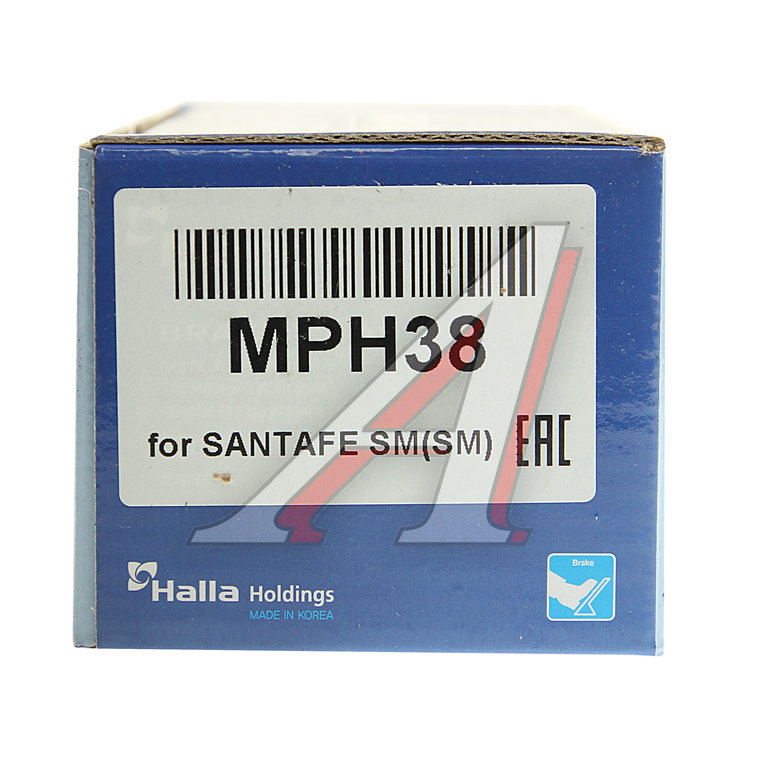 MPH38
for SANTAFE SM(SM) EAC
Halla Holdings
MADE IN KOREA
Brake